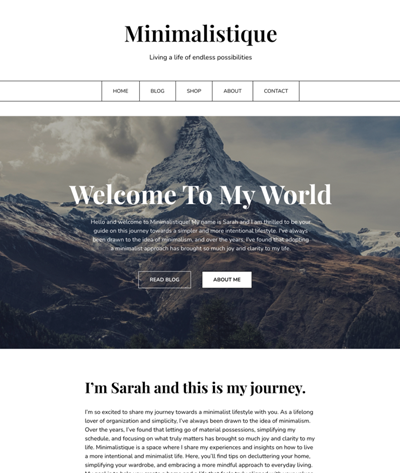 Minimalistique
Living a life of endless possibilities
HOME
BLOG
SHOP
ABOUT
CONTACT
Welcome To My World
Hello and welcome to Minimalistique! My name is Sarah and I am thrilled to be your
guide on this journey towards a simpler and more intentional lifestyle. I've always
been drawn to the idea of minimalism, and over the years, I've found that adopting
a minimalist approach has brought so much joy and clarity to my life.
READ BLOG
ABOUT ME
I'm Sarah and this is my journey.
I'm so excited to share my journey towards a minimalist lifestyle with you. As a lifelong
lover of organization and simplicity, I've always been drawn to the idea of minimalism.
Over the years, I've found that letting go of material possessions, simplifying my
schedule, and focusing on what truly matters has brought so much joy and clarity to my
life. Minimalistique is a space where I share my experiences and insights on how to live
a more intentional and minimalist life. Here, you'll find tips on decluttering your home,
simplifying your wardrobe, and embracing a more mindful approach to everyday living.